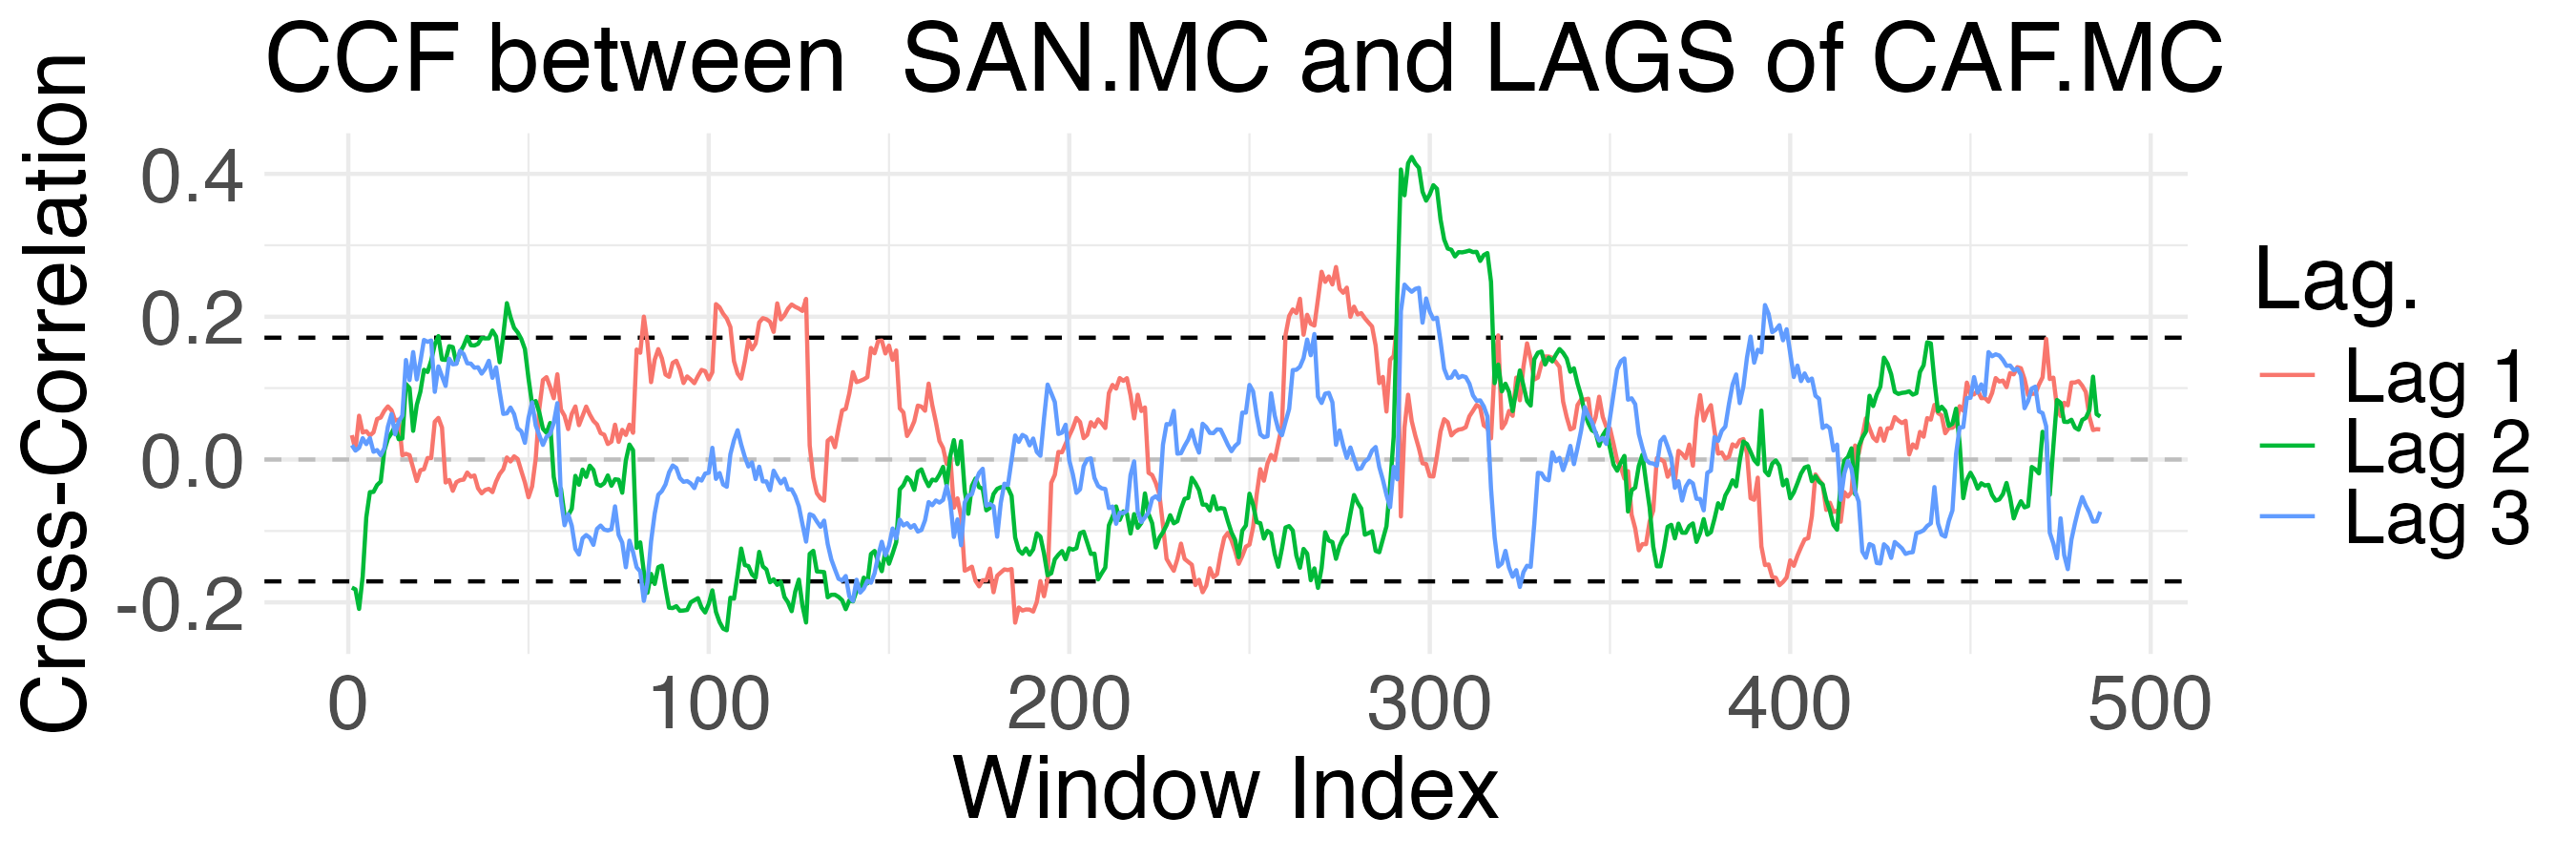 CCF between  SAN.MC and LAGS of CAF.MC
Cross-Correlation
0.4
0.2
0.0
-0.2
0 100 200 300 400 500
Window Index
Lag.
Lag 1
Lag 2
Lag 3